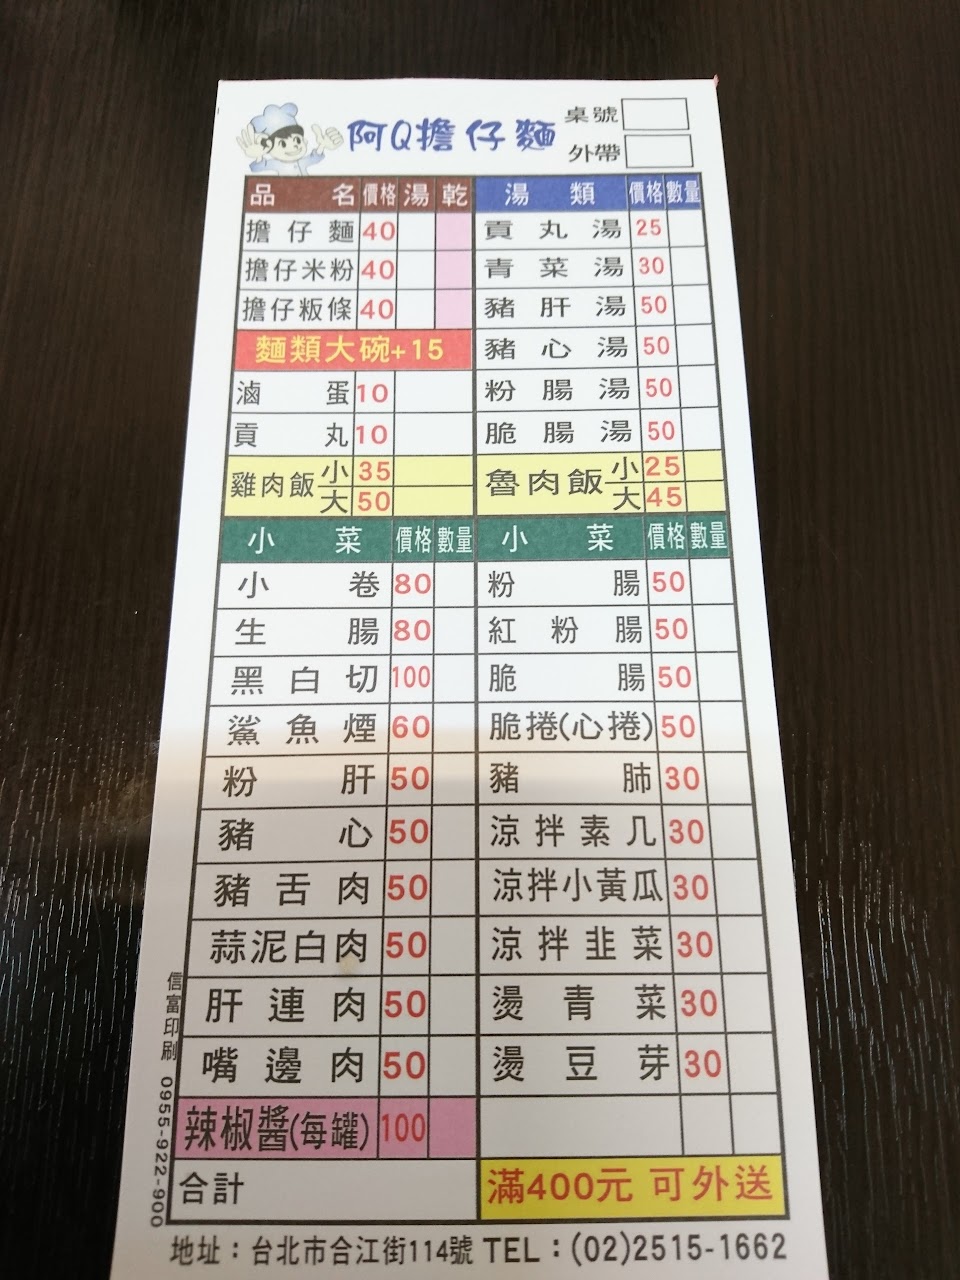 阿Q擔仔麵
桌號
外帶
品名 價格 湯 乾
擔仔麵 40
擔仔米粉 40
擔仔粄條 40
麵類大碗+15
滷蛋 10
貢丸 10
雞肉飯 小 35
大 50
湯類 價格 數量
貢丸湯 25
青菜湯 30
豬肝湯 50
豬心湯 50
粉腸湯 50
脆腸湯 50
魯肉飯 小 25
大 45
小菜 價格 數量
小卷 80
生腸 80
黑白切 100
鯊魚煙 60
粉肝 50
豬心 50
豬舌肉 50
蒜泥白肉 50
肝連肉 50
嘴邊肉 50
辣椒醬(每罐) 100
合計
小菜 價格 數量
粉腸 50
紅粉腸 50
脆腸 50
脆捲(心捲) 50
豬肺 30
涼拌素几 30
涼拌小黃瓜 30
涼拌韭菜 30
燙青菜 30
燙豆芽 30
滿400元 可外送
信富印刷 0955-922-900
地址：台北市合江街114號 TEL：(02)2515-1662